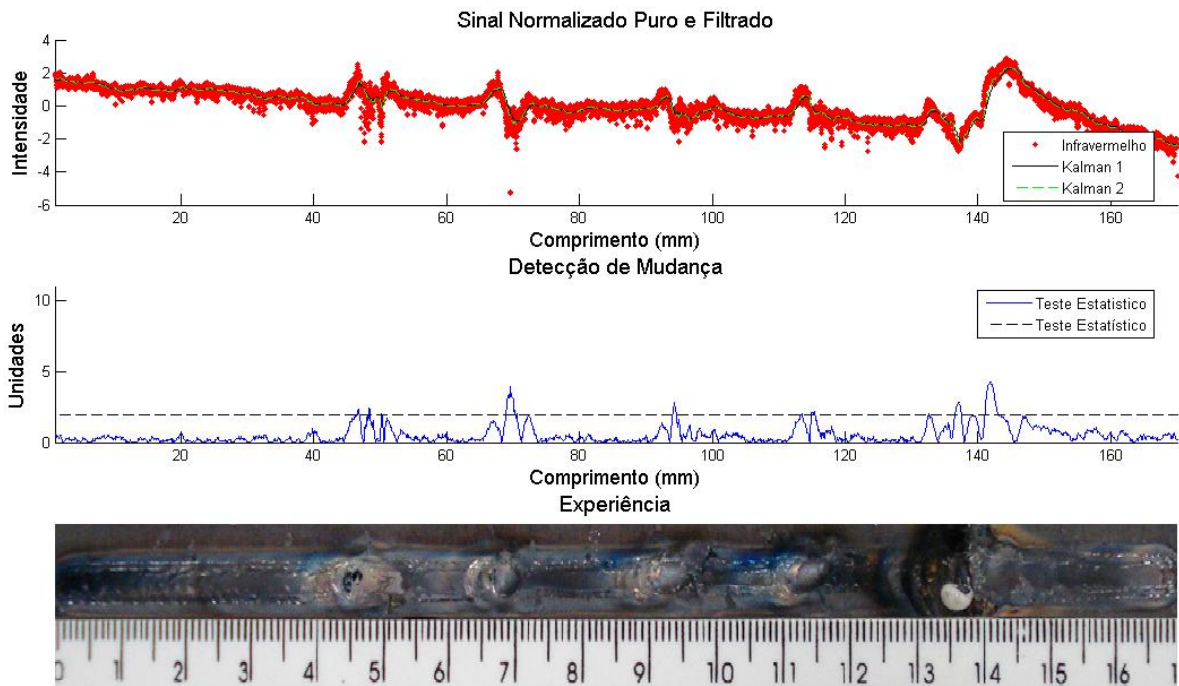 Sinal Normalizado Puro e Filtrado
Intensidade
4
2
0
-2
-4
-6
Infravermelho
Kalman 1
Kalman 2
20 40 60 80 100 120 140 160
Comprimento (mm)
Detecção de Mudança
Unidades
10
5
0
Teste Estatistico
Teste Estatístico
20 40 60 80 100 120 140 160
Comprimento (mm)
Experiência
0 1 2 3 4 5 6 7 8 9 10 11 12 13 14 15 16 1